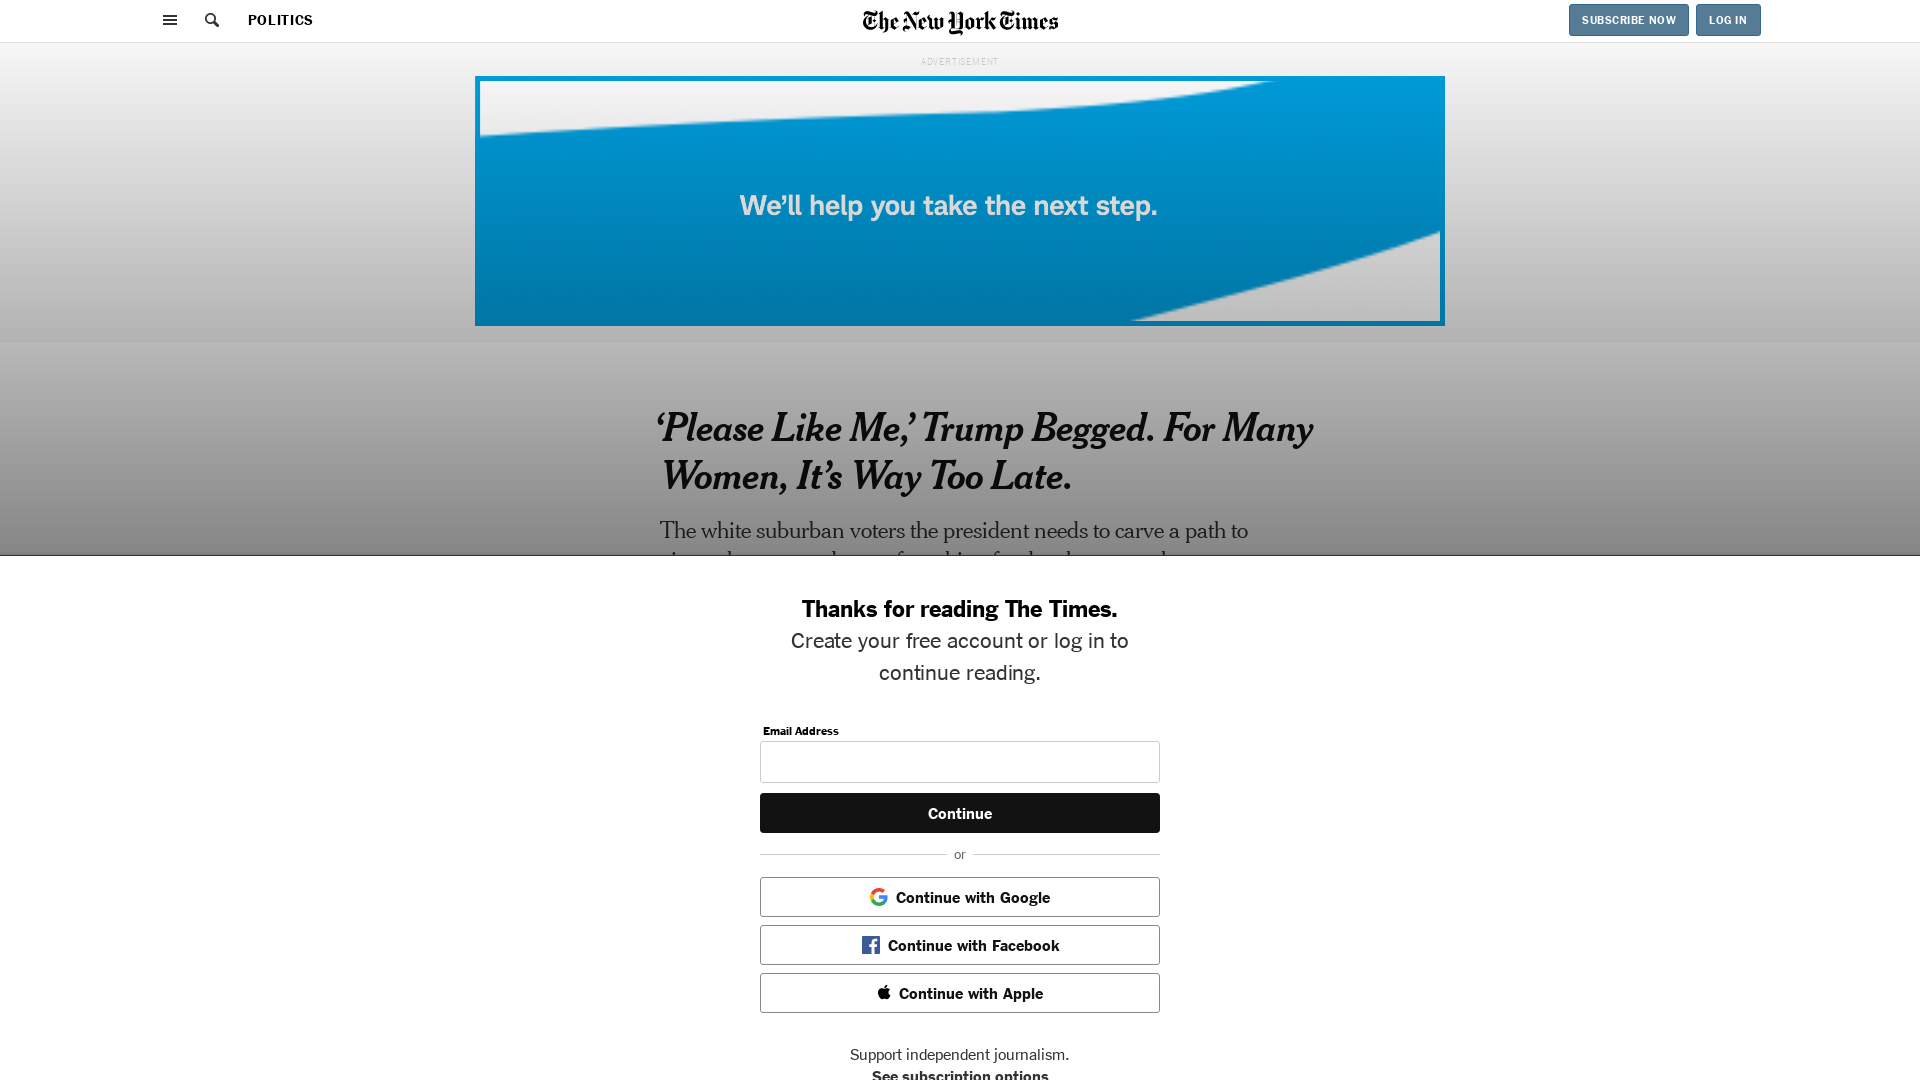 POLITICS
The New York Times
SUBSCRIBE NOW
LOG IN
ADVERTISEMENT
We'll help you take the next step.
‘Please Like Me,’ Trump Begged. For Many
Women, It’s Way Too Late.
The white suburban voters the president needs to carve a path to
Thanks for reading The Times.
Create your free account or log in to
continue reading.
Email Address
Continue
or
Continue with Google
Continue with Facebook
Continue with Apple
Support independent journalism.
See subscription options